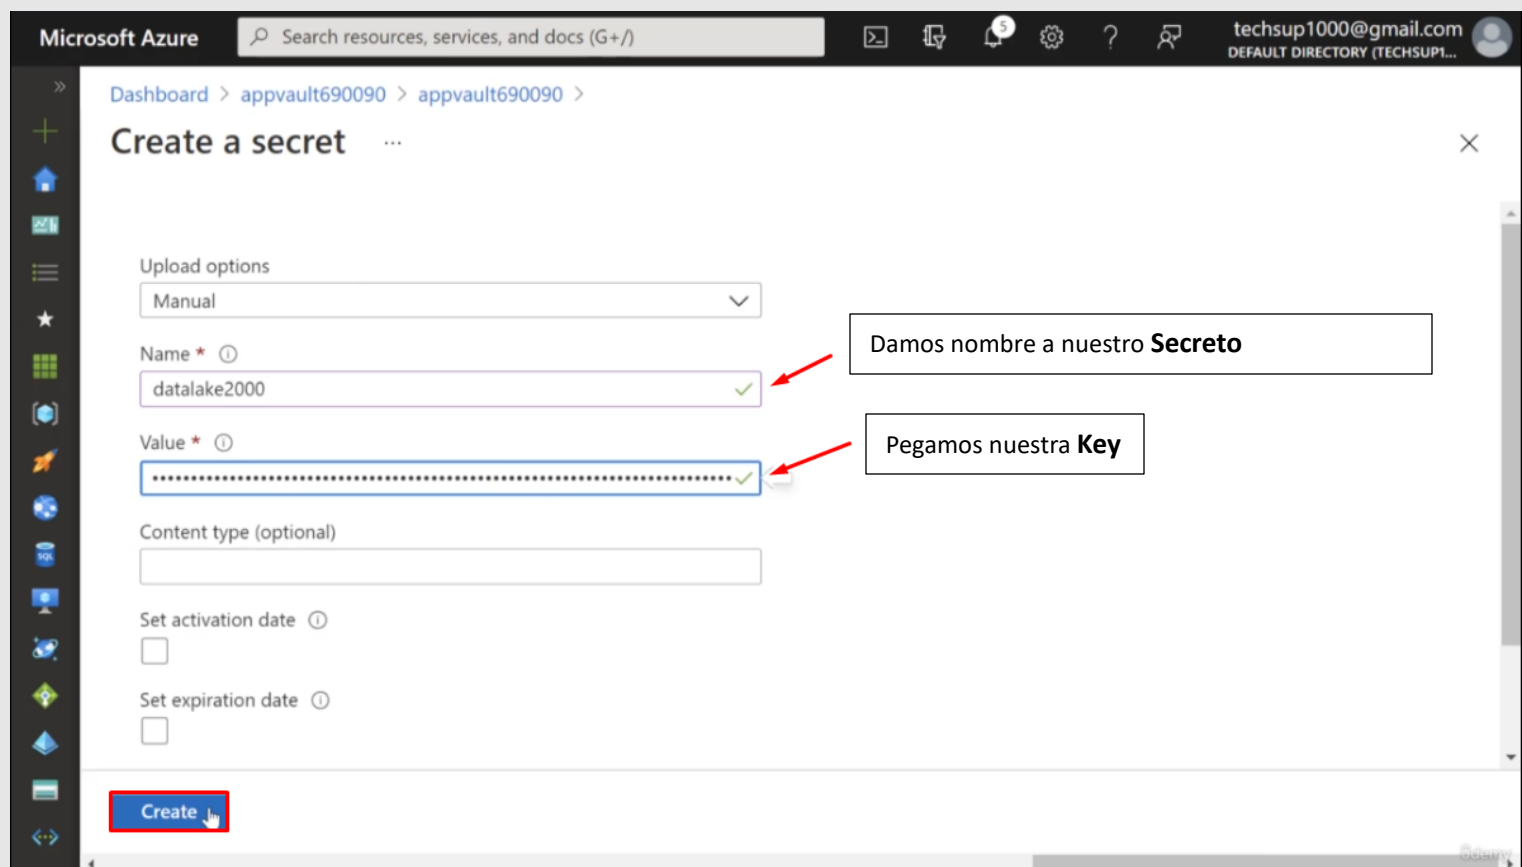 Microsoft Azure
Search resources, services, and docs (G+/)
5
techsup1000@gmail.com
DEFAULT DIRECTORY (TECHSUP1...
Dashboard > appvault690090 > appvault690090 >
Create a secret ...
Upload options
Manual
Name *
datalake2000
Damos nombre a nuestro Secreto
Value *
Pegamos nuestra Key
Content type (optional)
Set activation date
Set expiration date
SQL
Create
ûdemy